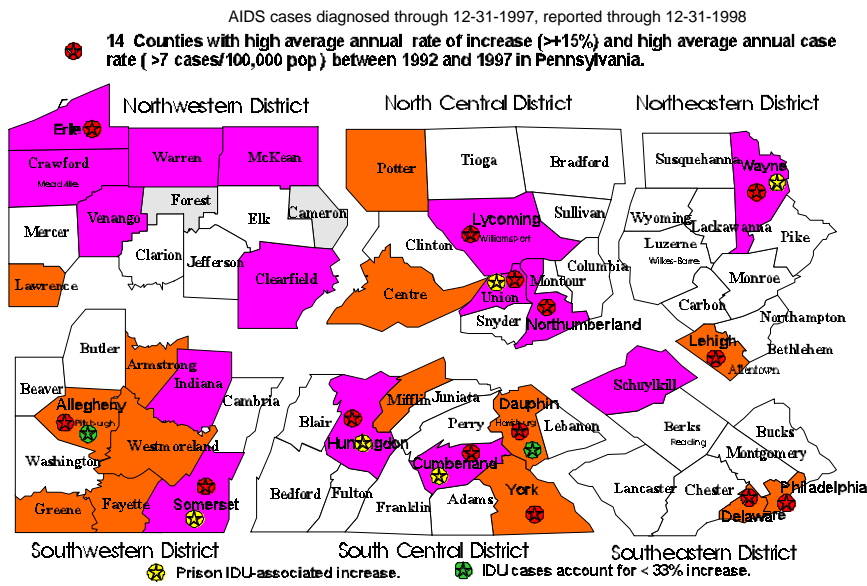 AIDS cases diagnosed through 12-31-1997, reported through 12-31-1998
14 Counties with high average annual rate of increase (>+15%) and high average annual case
rate ( >7 cases/100,000 pop ) between 1992 and 1997 in Pennsylvania.
Northwestern District
Erie
Crawford
Meadville
Warren
McKean
Venango
Forest
Cameron
Elk
Mercer
Clarion
Jefferson
Clearfield
Lawrence
North Central District
Potter
Tioga
Bradford
Lycoming
Williamsport
Sullivan
Clinton
Columbia
Montour
Centre
Union
Snyder
Northumberland
Northeastern District
Susquehanna
Wayne
Wyoming
Lackawanna
Luzerne
Wilkes-Barre
Pike
Monroe
Carbon
Northampton
Bethlehem
Lehigh
Allentown
Butler
Armstrong
Indiana
Beaver
Cambria
Allegheny
Pittsburgh
Westmoreland
Washington
Greene
Fayette
Somerset
Southwestern District
Mifflin
Juniata
Dauphin
Harrisburg
Blair
Perry
Lebanon
Huntingdon
Cumberland
Bedford
Fulton
Franklin
Adams
York
South Central District
Schuylkill
Berks
Reading
Bucks
Montgomery
Lancaster
Chester
Philadelphia
Delaware
Southeastern District
Prison IDU-associated increase.
IDU cases account for < 33% increase.